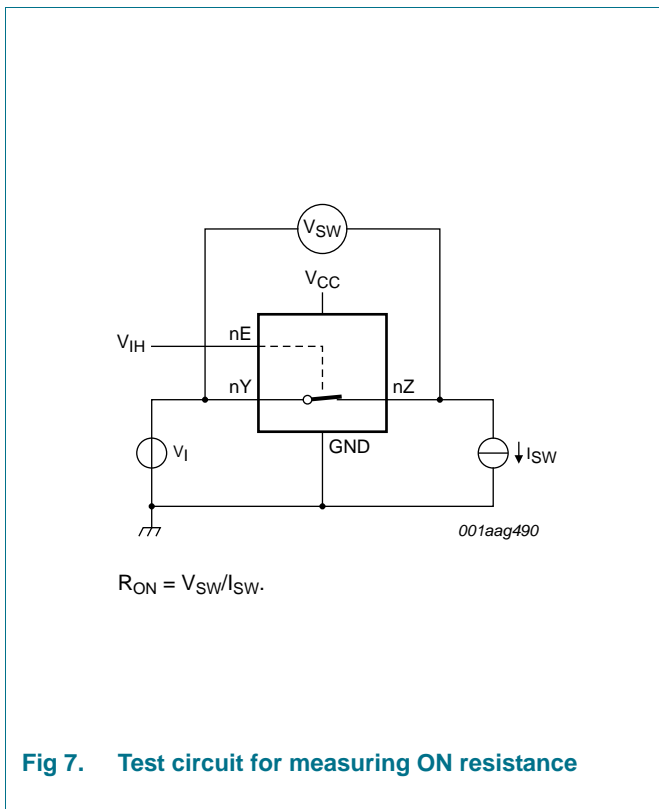 VSW
VCC
VIH
nE
nY
nZ
VI
GND
ISW
001aag490
RON = VSW/ISW.
Fig 7. Test circuit for measuring ON resistance